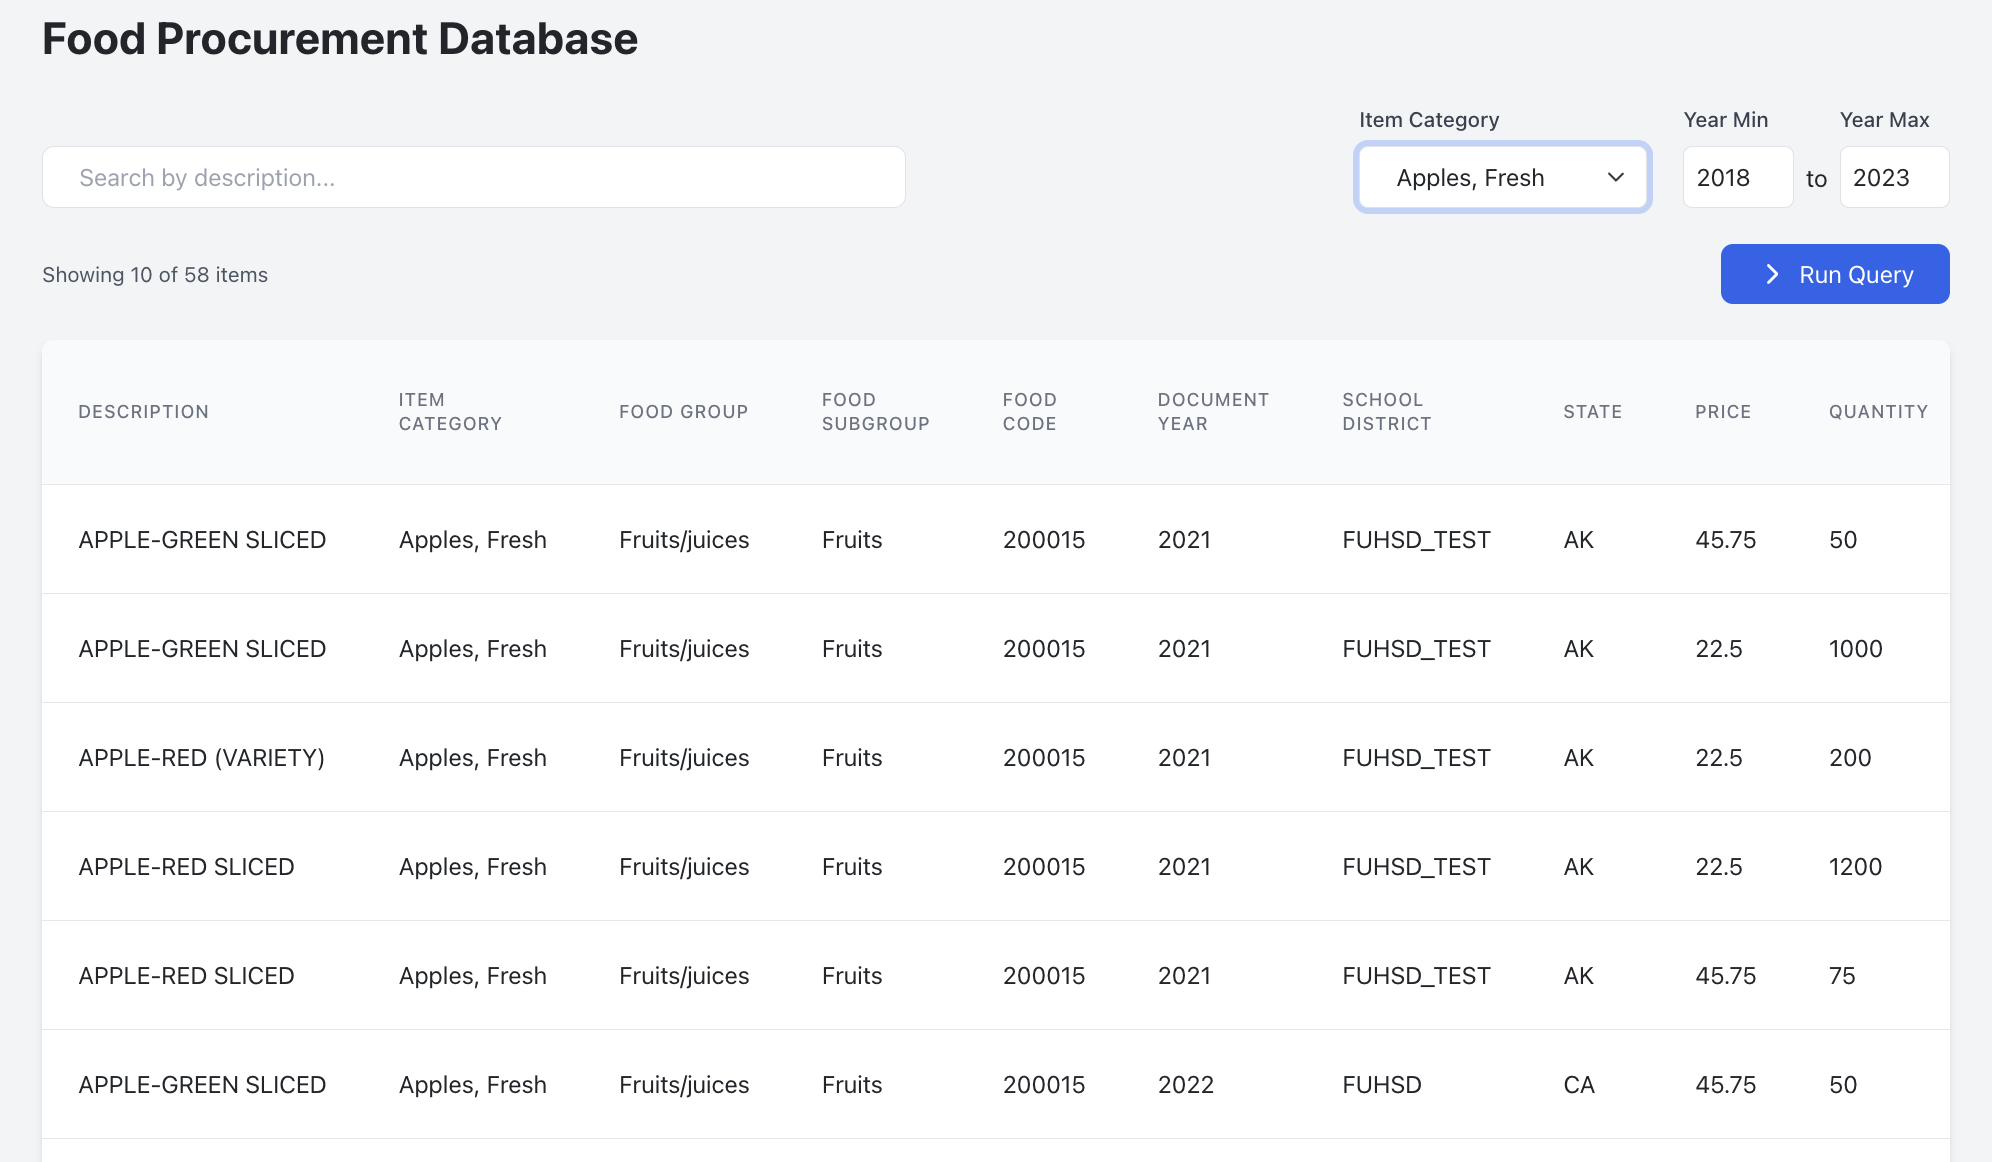 Food Procurement Database
Item Category Year Min Year Max
Search by description... Apples, Fresh 2018 to 2023
Showing 10 of 58 items Run Query
DESCRIPTION ITEM CATEGORY FOOD GROUP FOOD SUBGROUP FOOD CODE DOCUMENT YEAR SCHOOL DISTRICT STATE PRICE QUANTITY
APPLE-GREEN SLICED Apples, Fresh Fruits/juices Fruits 200015 2021 FUHSD_TEST AK 45.75 50
APPLE-GREEN SLICED Apples, Fresh Fruits/juices Fruits 200015 2021 FUHSD_TEST AK 22.5 1000
APPLE-RED (VARIETY) Apples, Fresh Fruits/juices Fruits 200015 2021 FUHSD_TEST AK 22.5 200
APPLE-RED SLICED Apples, Fresh Fruits/juices Fruits 200015 2021 FUHSD_TEST AK 22.5 1200
APPLE-RED SLICED Apples, Fresh Fruits/juices Fruits 200015 2021 FUHSD_TEST AK 45.75 75
APPLE-GREEN SLICED Apples, Fresh Fruits/juices Fruits 200015 2022 FUHSD CA 45.75 50